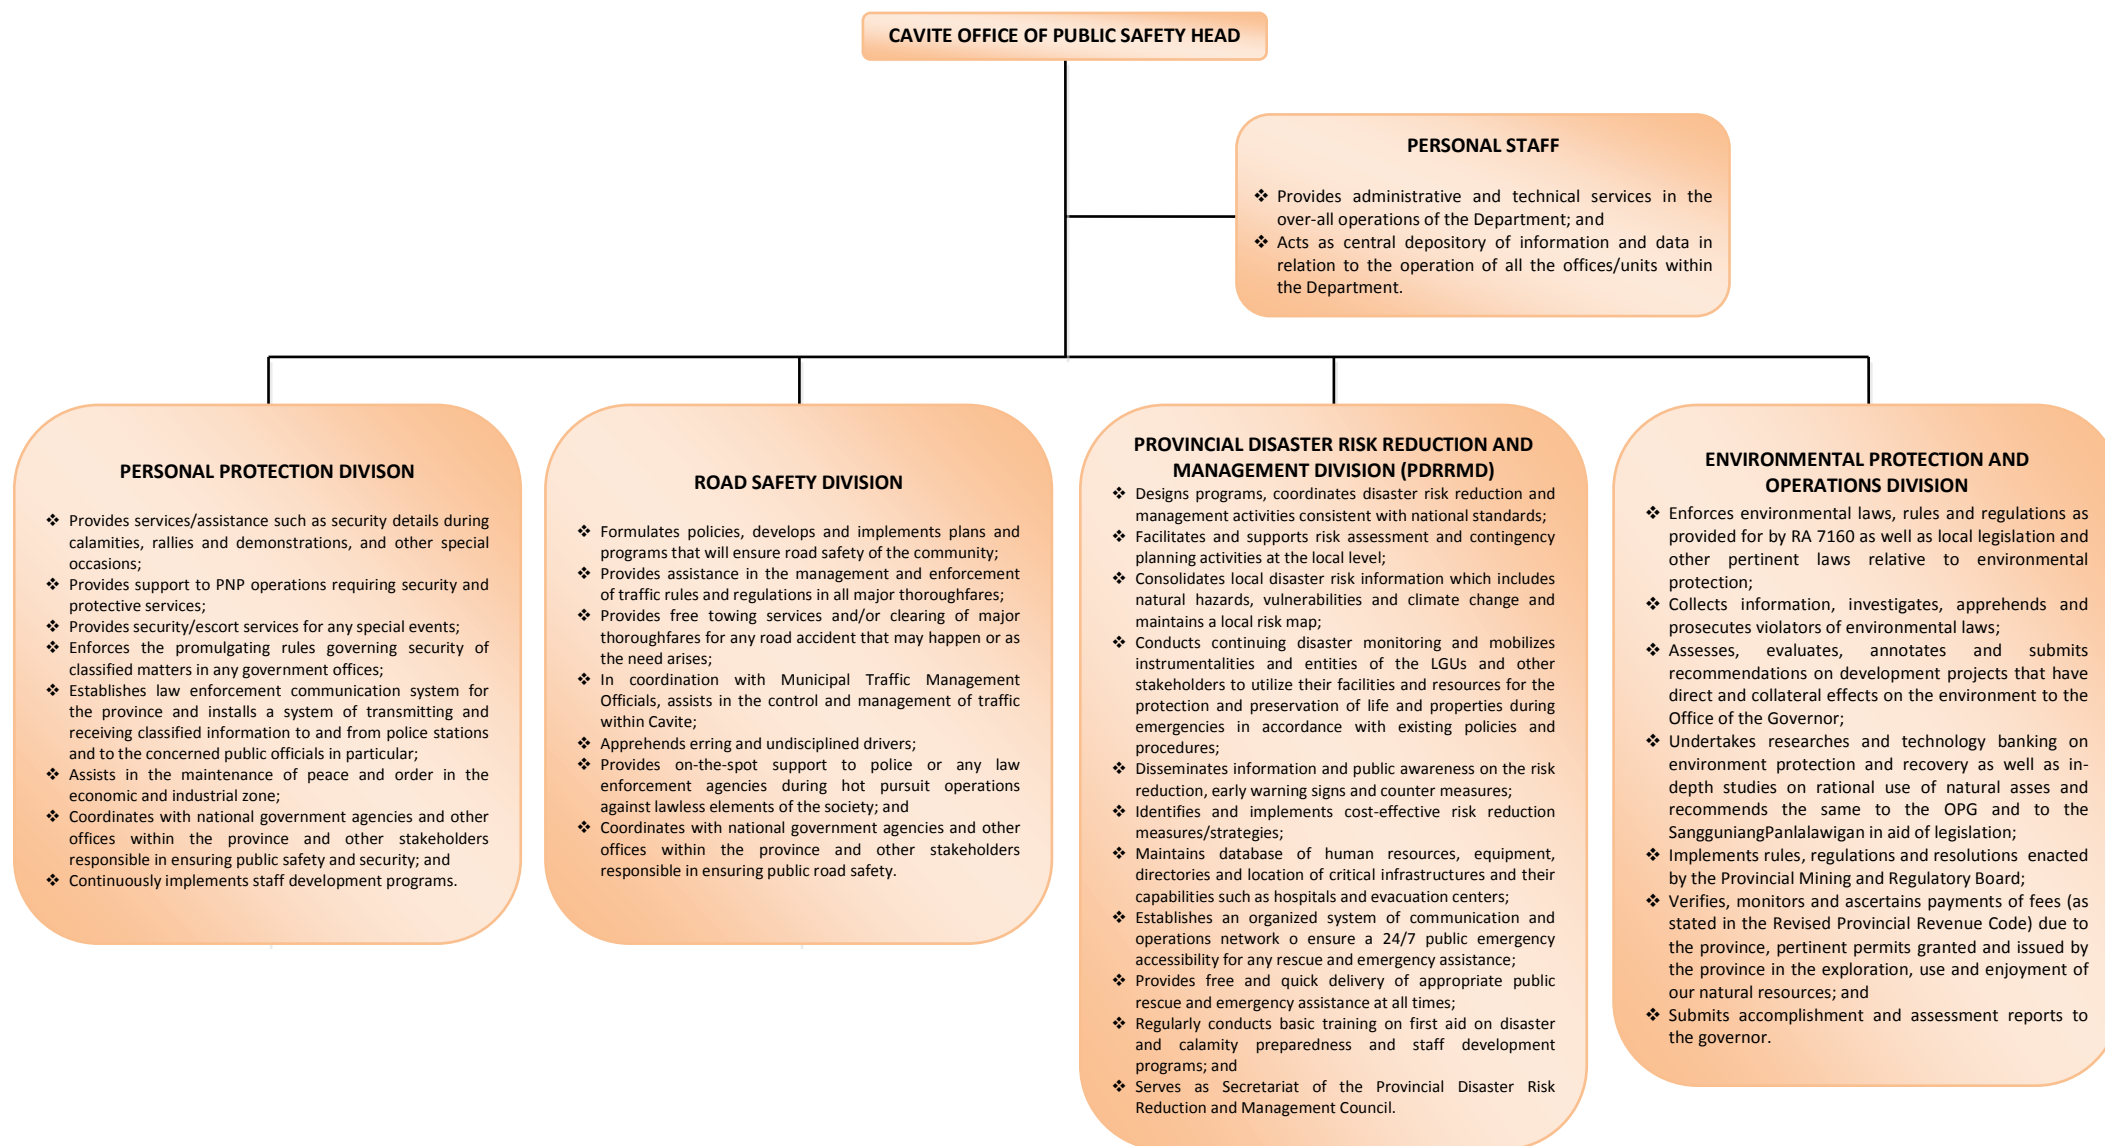 CAVITE OFFICE OF PUBLIC SAFETY HEAD
PERSONAL STAFF
❖ Provides administrative and technical services in the
over-all operations of the Department; and
❖ Acts as central depository of information and data in
relation to the operation of all the offices/units within
the Department.
PERSONAL PROTECTION DIVISON
❖ Provides services/assistance such as security details during
calamities, rallies and demonstrations, and other special
occasions;
❖ Provides support to PNP operations requiring security and
protective services;
❖ Provides security/escort services for any special events;
❖ Enforces the promulgating rules governing security of
classified matters in any government offices;
❖ Establishes law enforcement communication system for
the province and installs a system of transmitting and
receiving classified information to and from police stations
and to the concerned public officials in particular;
❖ Assists in the maintenance of peace and order in the
economic and industrial zone;
❖ Coordinates with national government agencies and other
offices within the province and other stakeholders
responsible in ensuring public safety and security; and
❖ Continuously implements staff development programs.
ROAD SAFETY DIVISION
❖ Formulates policies, develops and implements plans and
programs that will ensure road safety of the community;
❖ Provides assistance in the management and enforcement
of traffic rules and regulations in all major thoroughfares;
❖ Provides free towing services and/or clearing of major
thoroughfares for any road accident that may happen or as
the need arises;
❖ In coordination with Municipal Traffic Management
Officials, assists in the control and management of traffic
within Cavite;
❖ Apprehends erring and undisciplined drivers;
❖ Provides on-the-spot support to police or any law
enforcement agencies during hot pursuit operations
against lawless elements of the society; and
❖ Coordinates with national government agencies and other
offices within the province and other stakeholders
responsible in ensuring public road safety.
PROVINCIAL DISASTER RISK REDUCTION AND
MANAGEMENT DIVISION (PDRRMD)
❖ Designs programs, coordinates disaster risk reduction and
management activities consistent with national standards;
❖ Facilitates and supports risk assessment and contingency
planning activities at the local level;
❖ Consolidates local disaster risk information which includes
natural hazards, vulnerabilities and climate change and
maintains a local risk map;
❖ Conducts continuing disaster monitoring and mobilizes
instrumentalities and entities of the LGUs and other
stakeholders to utilize their facilities and resources for the
protection and preservation of life and properties during
emergencies in accordance with existing policies and
procedures;
❖ Disseminates information and public awareness on the risk
reduction, early warning signs and counter measures;
❖ Identifies and implements cost-effective risk reduction
measures/strategies;
❖ Maintains database of human resources, equipment,
directories and location of critical infrastructures and their
capabilities such as hospitals and evacuation centers;
❖ Establishes an organized system of communication and
operations network o ensure a 24/7 public emergency
accessibility for any rescue and emergency assistance;
❖ Provides free and quick delivery of appropriate public
rescue and emergency assistance at all times;
❖ Regularly conducts basic training on first aid on disaster
and calamity preparedness and staff development
programs; and
❖ Serves as Secretariat of the Provincial Disaster Risk
Reduction and Management Council.
ENVIRONMENTAL PROTECTION AND
OPERATIONS DIVISION
❖ Enforces environmental laws, rules and regulations as
provided for by RA 7160 as well as local legislation and
other pertinent laws relative to environmental
protection;
❖ Collects information, investigates, apprehends and
prosecutes violators of environmental laws;
❖ Assesses, evaluates, annotates and submits
recommendations on development projects that have
direct and collateral effects on the environment to the
Office of the Governor;
❖ Undertakes researches and technology banking on
environment protection and recovery as well as in-
depth studies on rational use of natural asses and
recommends the same to the OPG and to the
SangguniangPanlalawigan in aid of legislation;
❖ Implements rules, regulations and resolutions enacted
by the Provincial Mining and Regulatory Board;
❖ Verifies, monitors and ascertains payments of fees (as
stated in the Revised Provincial Revenue Code) due to
the province, pertinent permits granted and issued by
the province in the exploration, use and enjoyment of
our natural resources; and
❖ Submits accomplishment and assessment reports to
the governor.